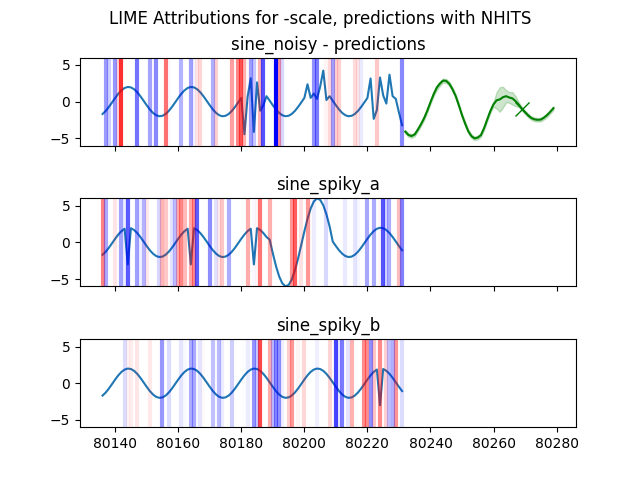 LIME Attributions for -scale, predictions with NHITS
sine_noisy - predictions
5
0
−5
sine_spiky_a
5
0
−5
sine_spiky_b
5
0
−5
80140 80160 80180 80200 80220 80240 80260 80280